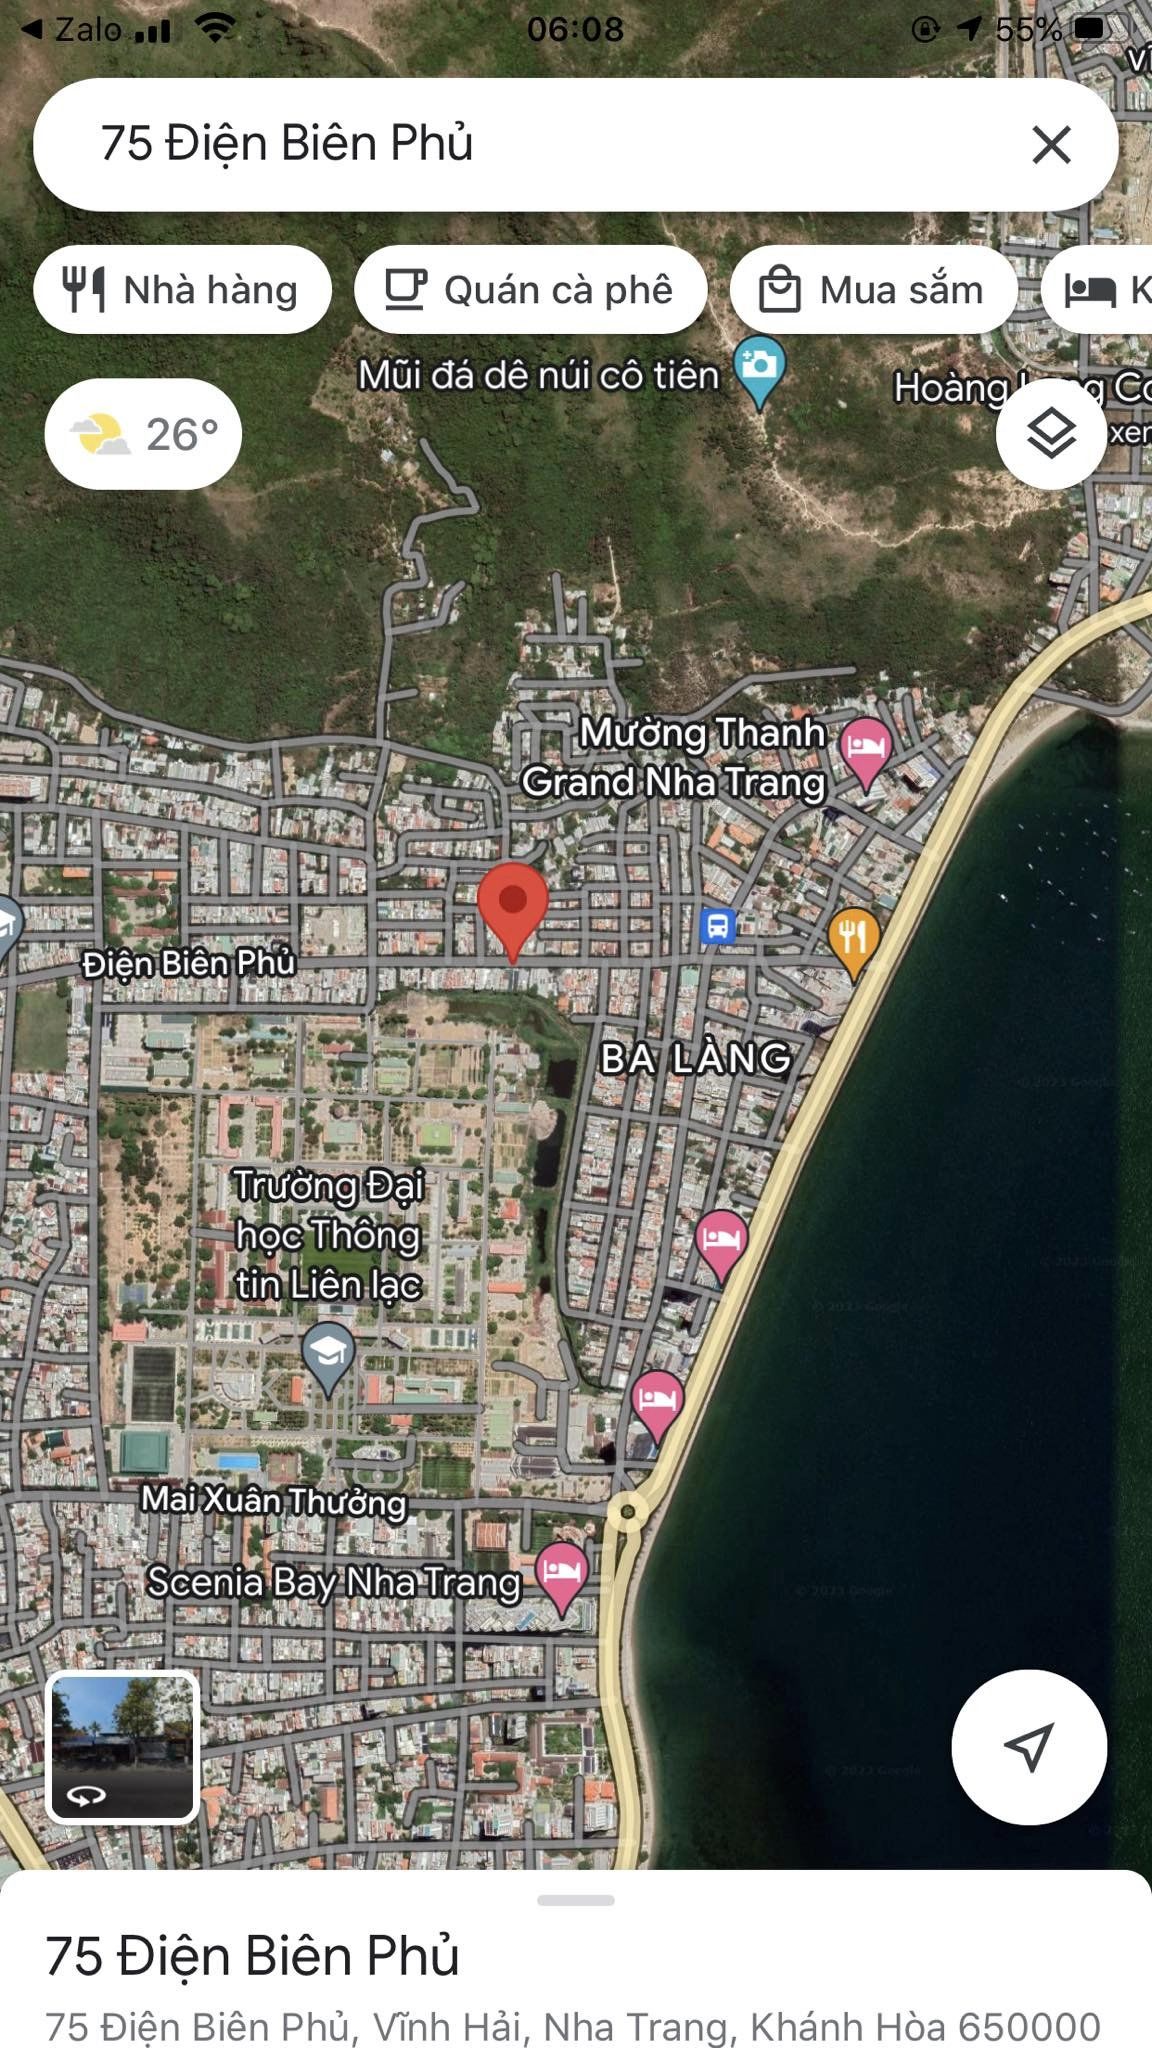 Zalo
06:08
55%
75 Điện Biên Phủ
Nhà hàng
Quán cà phê
Mua sắm
K
Mũi đá dê núi cô tiên
26°
Mường Thanh
Grand Nha Trang
Điện Biên Phủ
BA LÀNG
Trường Đại
học Thông
tin Liên lạc
Mai Xuân Thưởng
Scenia Bay Nha Trang
75 Điện Biên Phủ
75 Điện Biên Phủ, Vĩnh Hải, Nha Trang, Khánh Hòa 650000